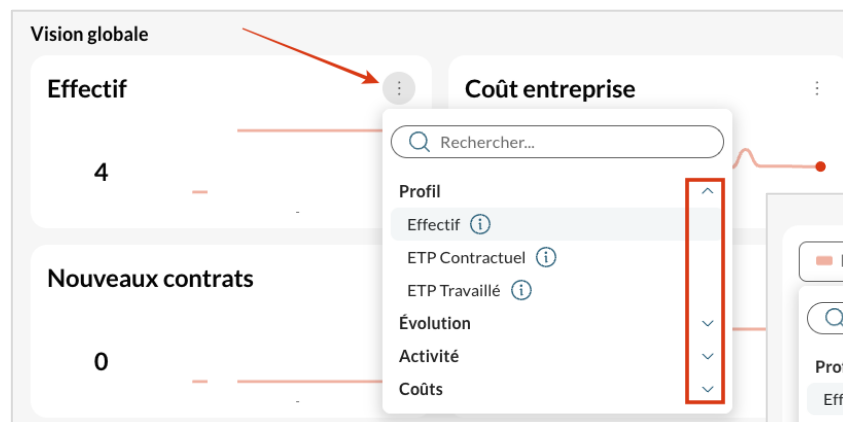 Vision globale
Effectif
Coût entreprise
4
-
Rechercher...
Profil
Effectif
ETP Contractuel
ETP Travaillé
Évolution
Activité
Coûts
Nouveaux contrats
0
-